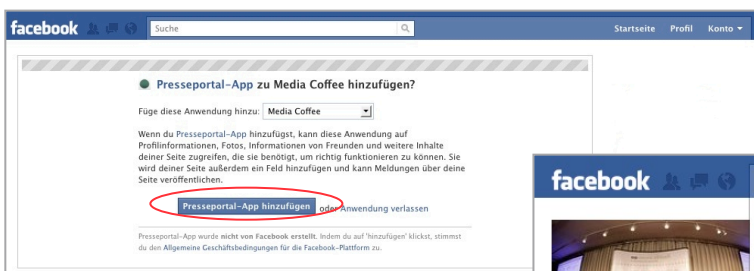 facebook Suche Startseite Profil Konto
Presseportal-App zu Media Coffee hinzufügen?
Füge diese Anwendung hinzu: Media Coffee
Wenn du Presseportal-App hinzufügst, kann diese Anwendung auf
Profilinformationen, Fotos, Informationen von Freunden und weitere Inhalte
deiner Seite zugreifen, die sie benötigt, um richtig funktionieren zu können. Sie
wird deiner Seite außerdem ein Feld hinzufügen und kann Meldungen über deine
Seite veröffentlichen.
Presseportal-App hinzufügen oder Anwendung verlassen
Presseportal-App wurde nicht von Facebook erstellt. Indem du auf 'hinzufügen' klickst, stimmst
du den Allgemeine Geschäftsbedingungen für die Facebook-Plattform zu.
facebook